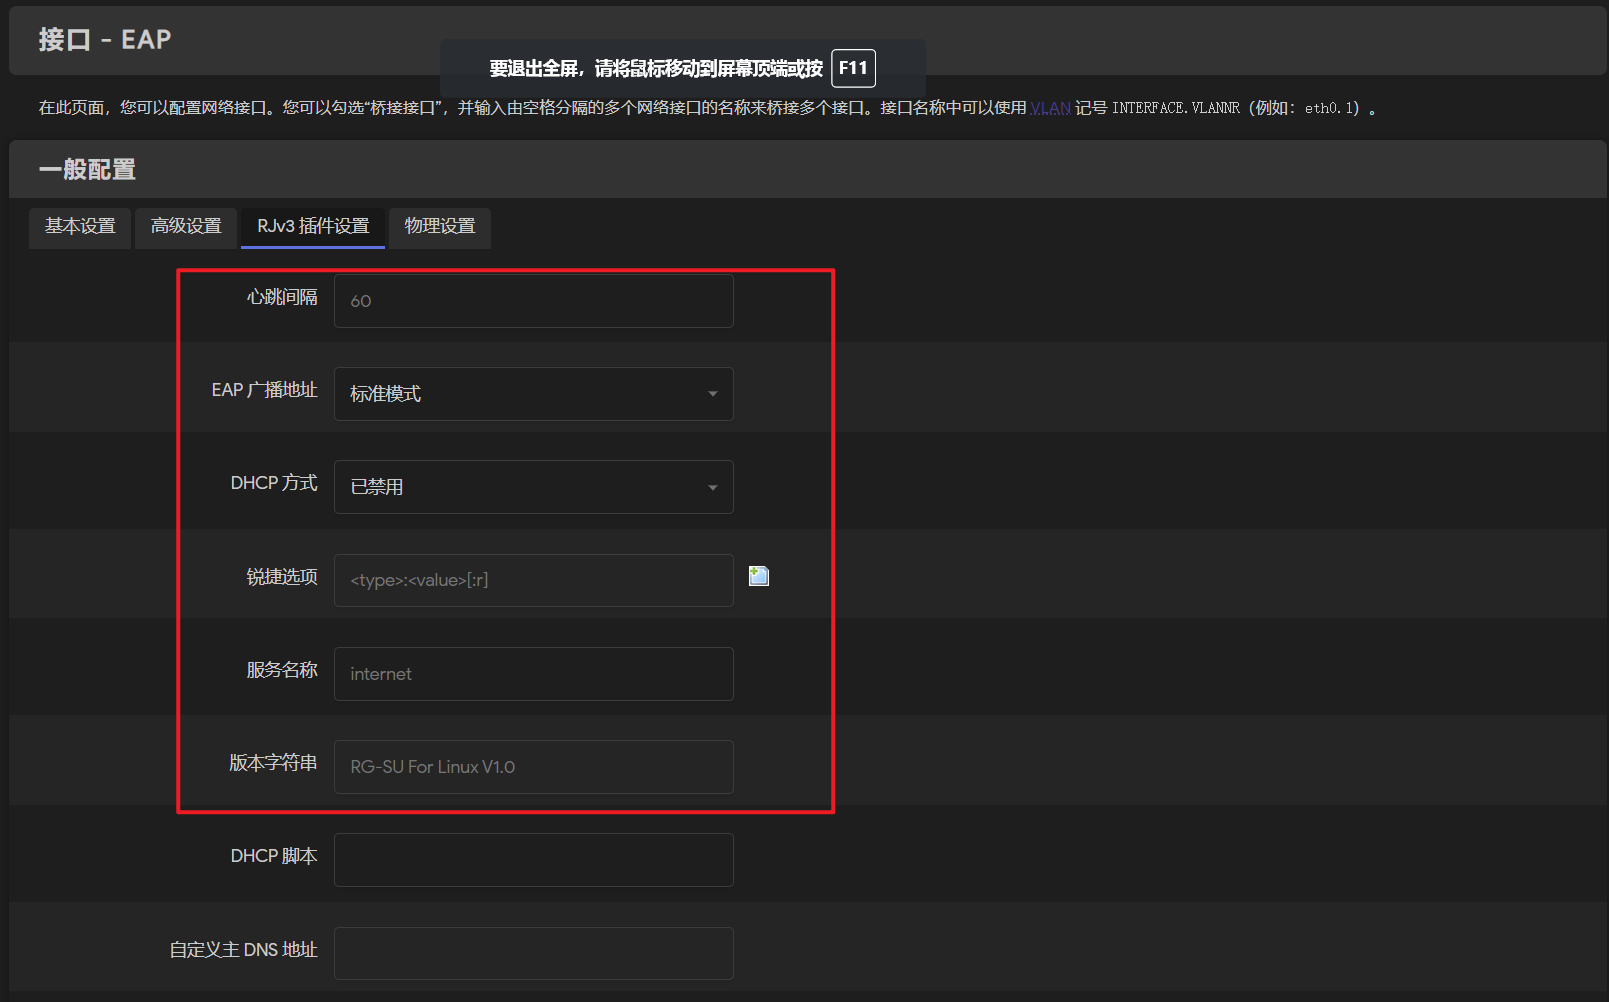 接口 - EAP
要退出全屏，请将鼠标移动到屏幕顶端或按 F11
在此页面，您可以配置网络接口。您可以勾选“桥接接口”，并输入由空格分隔的多个网络接口的名称来桥接多个接口。接口名称中可以使用 VLAN 记号 INTERFACE.VLANNR（例如：eth0.1）。
一般配置
基本设置 高级设置 RJv3 插件设置 物理设置
心跳间隔 60
EAP 广播地址 标准模式
DHCP 方式 已禁用
锐捷选项 <type>:<value>[:r]
服务名称 internet
版本字符串 RG-SU For Linux V1.0
DHCP 脚本
自定义主 DNS 地址